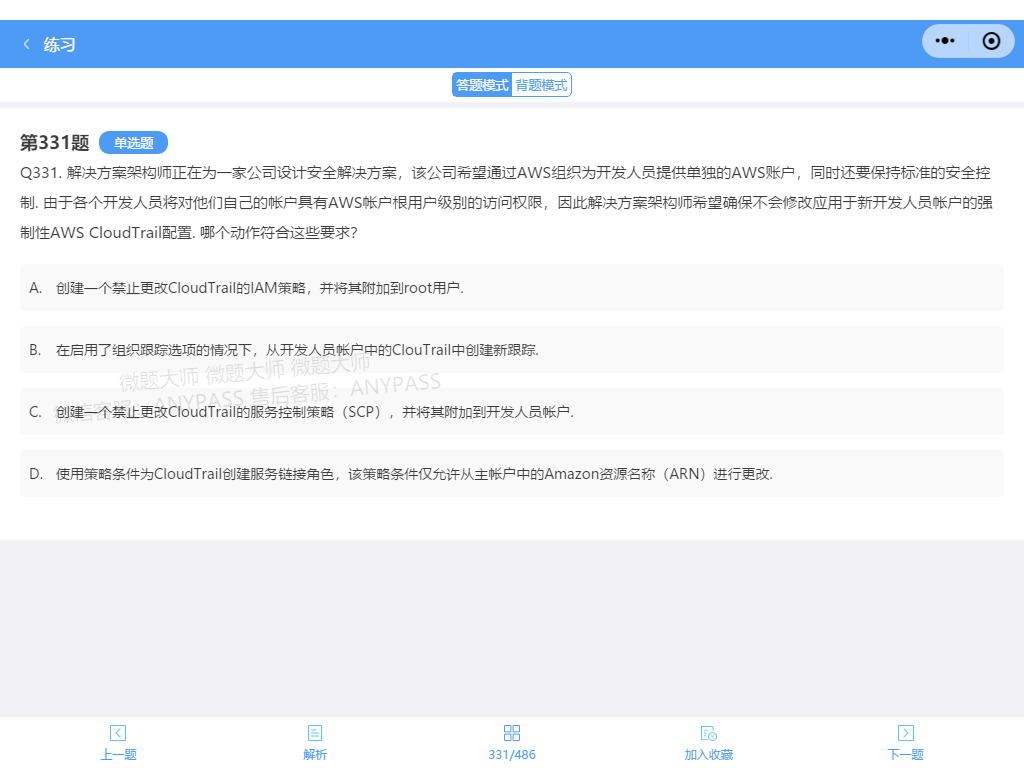 练习
答题模式 背题模式
第331题 单选题
Q331. 解决方案架构师正在为一家公司设计安全解决方案，该公司希望通过AWS组织为开发人员提供单独的AWS账户，同时还要保持标准的安全控
制. 由于各个开发人员将对他们自己的帐户具有AWS帐户根用户级别的访问权限，因此解决方案架构师希望确保不会修改应用于新开发人员帐户的强
制性AWS CloudTrail配置. 哪个动作符合这些要求?
A. 创建一个禁止更改CloudTrail的IAM策略，并将其附加到root用户.
B. 在启用了组织跟踪选项的情况下，从开发人员帐户中的ClouTrail中创建新跟踪.
微题大师 微题大师 微题大师
微信客服：ANYPASS 售后客服：ANYPASS
C. 创建一个禁止更改CloudTrail的服务控制策略（SCP），并将其附加到开发人员帐户.
D. 使用策略条件为CloudTrail创建服务链接角色，该策略条件仅允许从主帐户中的Amazon资源名称（ARN）进行更改.
上一题 解析 331/486 加入收藏 下一题